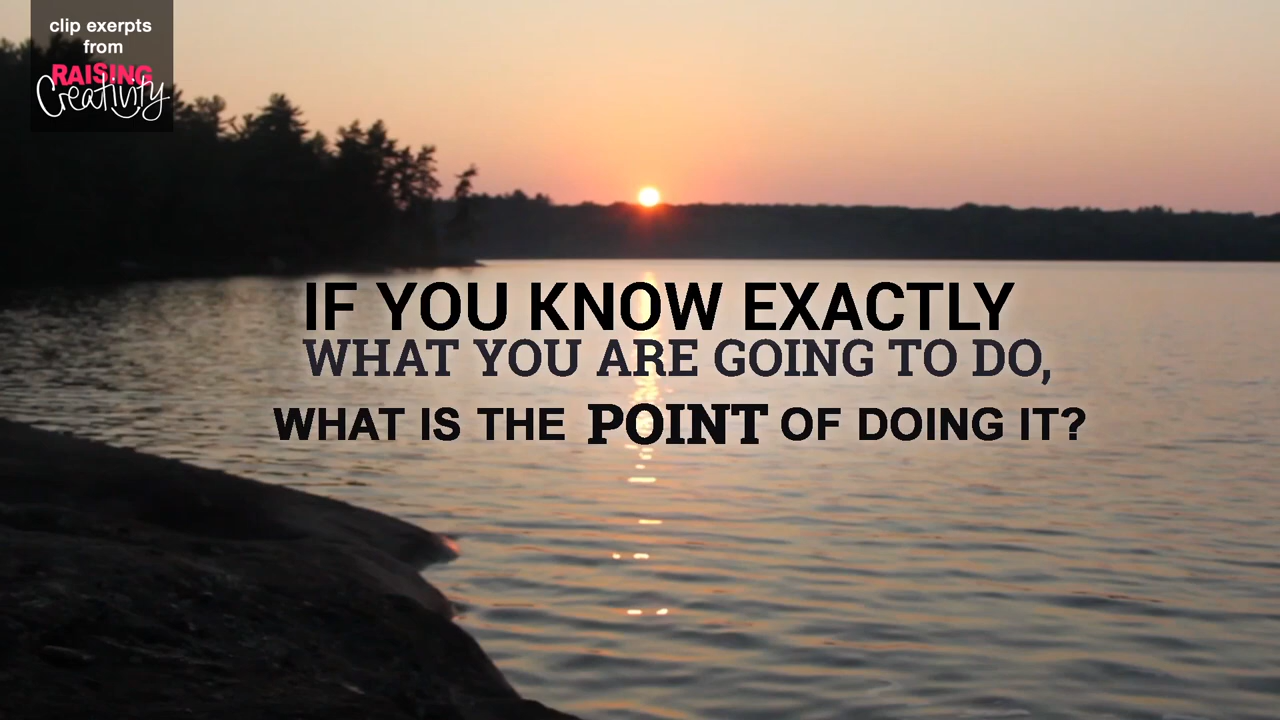 clip exerpts
from
RAISING
Creativity
IF YOU KNOW EXACTLY
WHAT YOU ARE GOING TO DO,
WHAT IS THE POINT OF DOING IT?